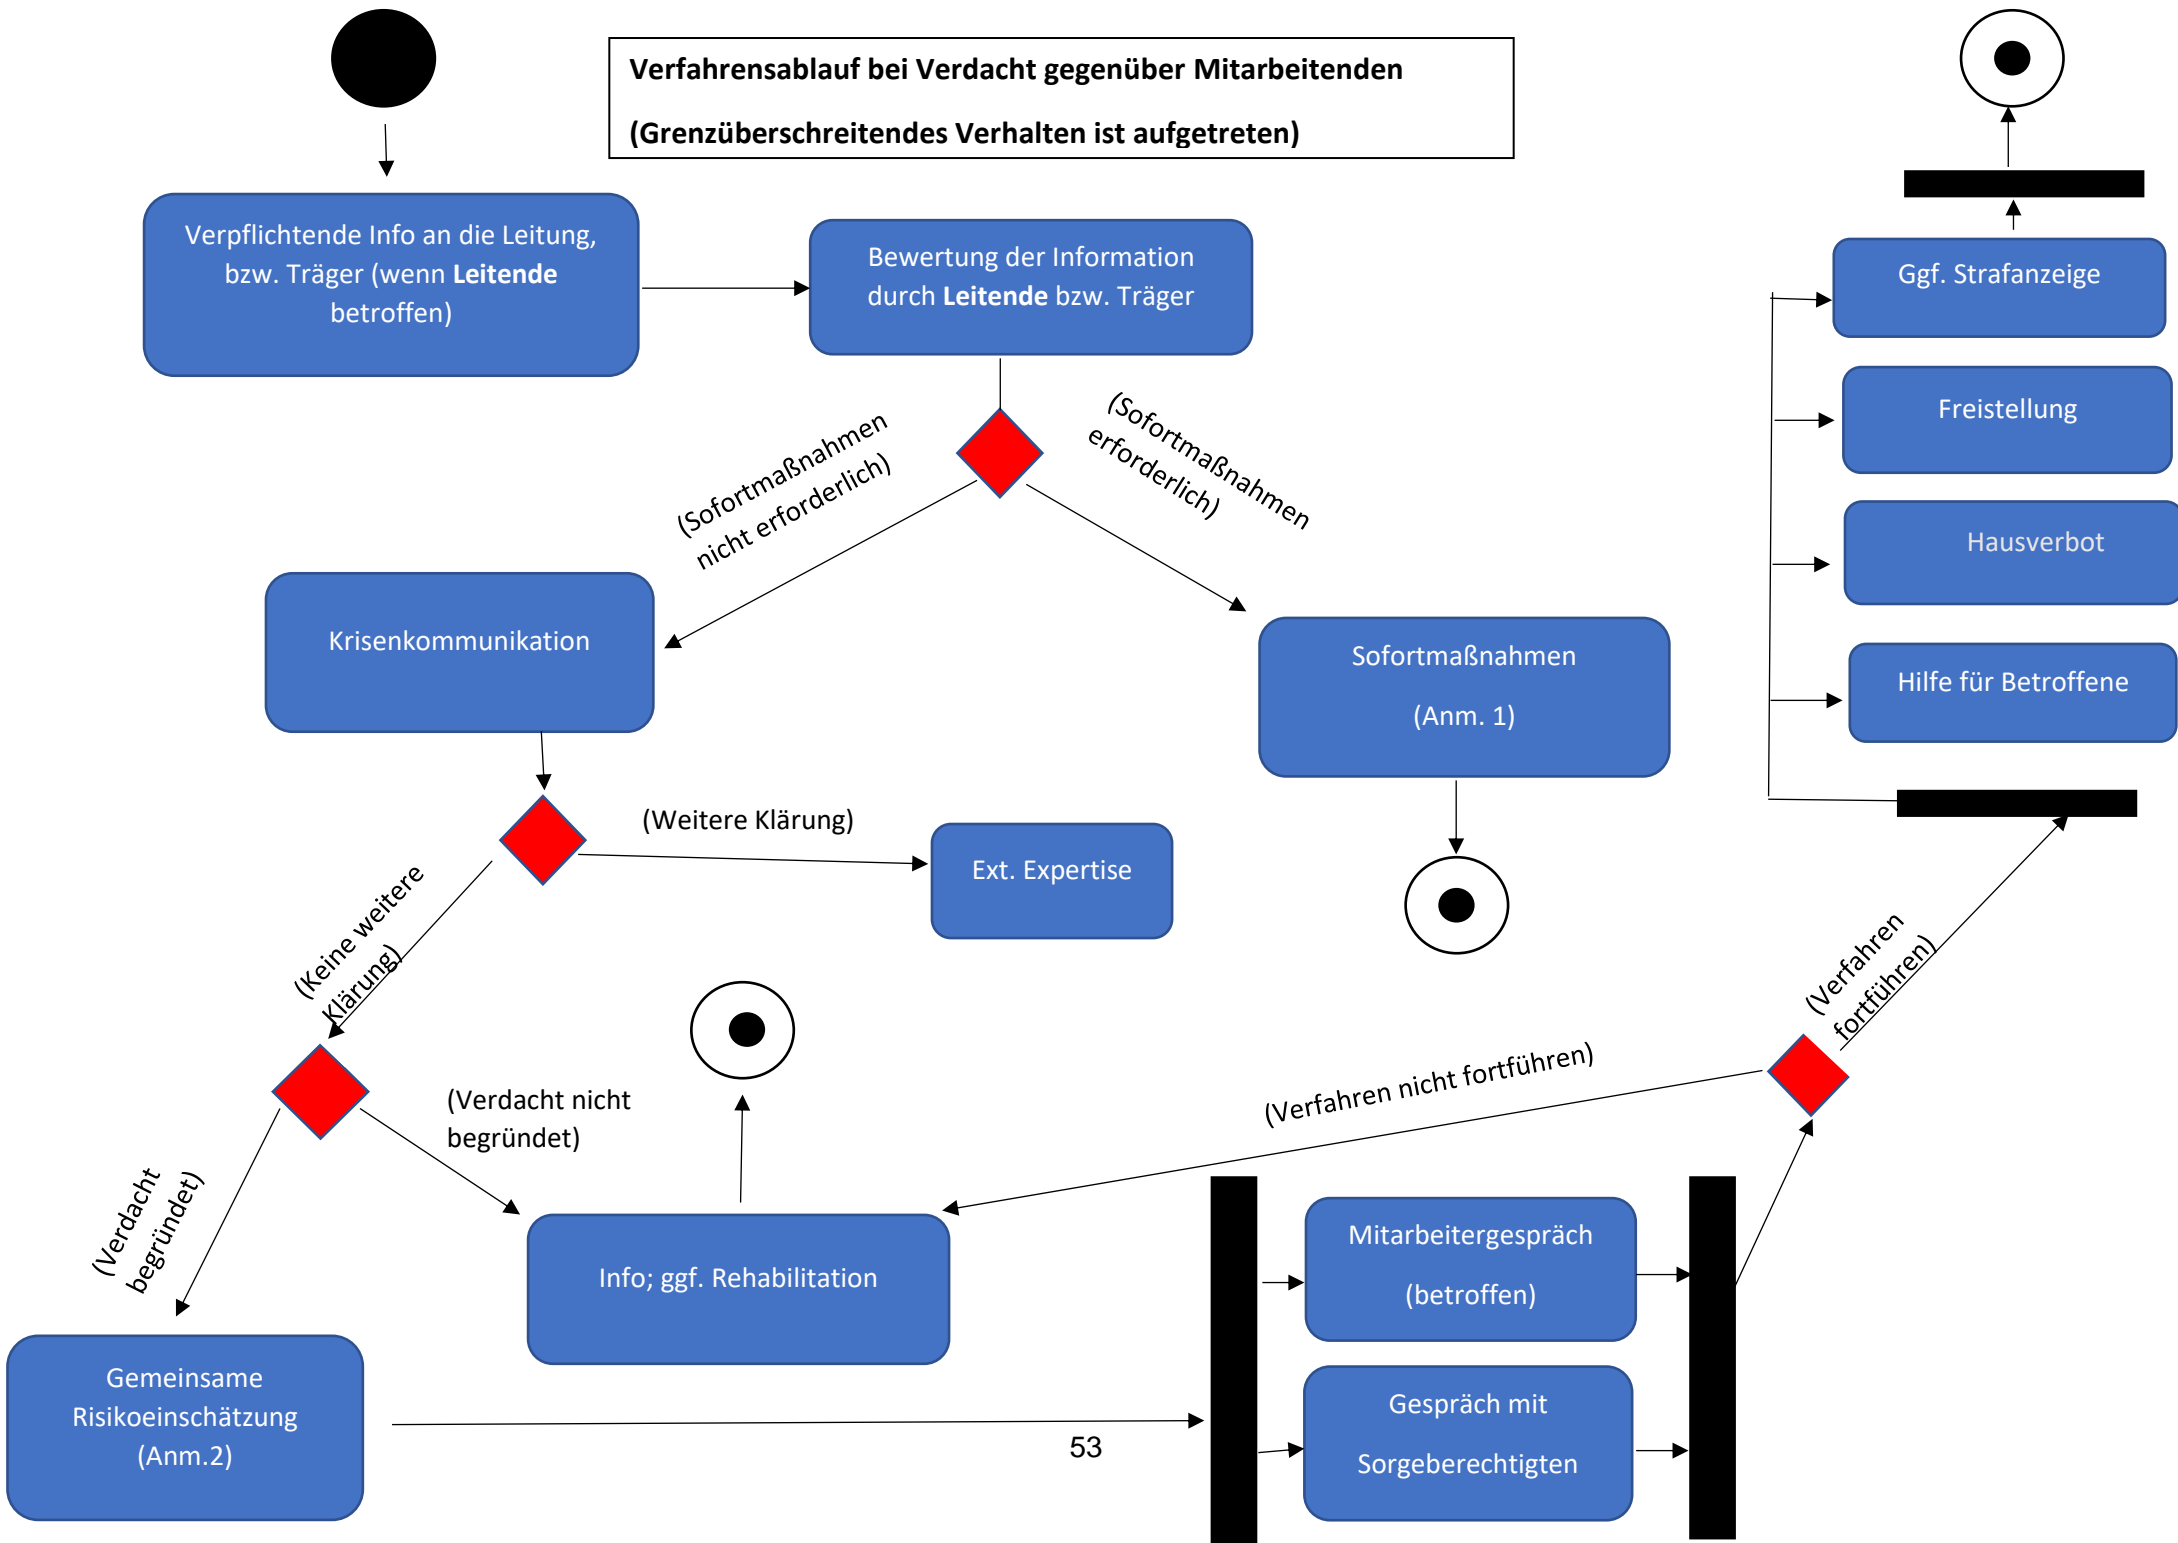 Verfahrensablauf bei Verdacht gegenüber Mitarbeitenden
(Grenzüberschreitendes Verhalten ist aufgetreten)
Verpflichtende Info an die Leitung,
bzw. Träger (wenn Leitende
betroffen)
Bewertung der Information
durch Leitende bzw. Träger
Ggf. Strafanzeige
Freistellung
Hausverbot
Hilfe für Betroffene
(Sofortmaßnahmen
nicht erforderlich)
(Sofortmaßnahmen
erforderlich)
Krisenkommunikation
Sofortmaßnahmen
(Anm. 1)
(Weitere Klärung)
Ext. Expertise
(Keine weitere
Klärung)
(Verfahren
fortführen)
(Verdacht nicht
begründet)
(Verfahren nicht fortführen)
(Verdacht
begründet)
Info; ggf. Rehabilitation
Mitarbeitergespräch
(betroffen)
Gemeinsame
Risikoeinschätzung
(Anm.2)
Gespräch mit
Sorgeberechtigten
53